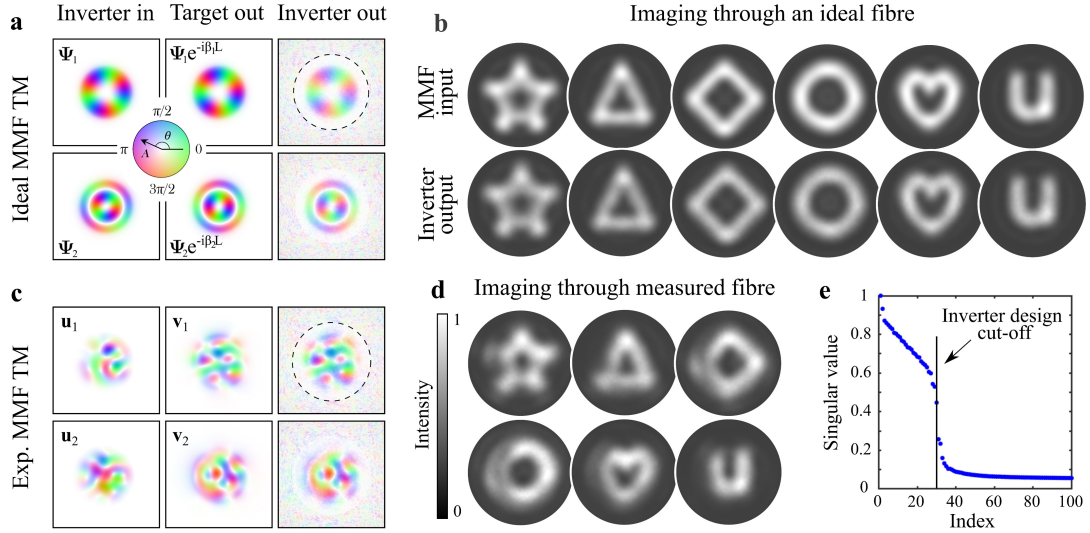 a
Inverter in
Target out
Inverter out
Ideal MMF TM
Ψ1
Ψ1e-iβ1L
π/2
θ
A
π
0
3π/2
Ψ2
Ψ2e-iβ2L
b
Imaging through an ideal fibre
MMF
input
Inverter
output
c
Exp. MMF TM
u1
v1
u2
v2
d
Imaging through measured fibre
Intensity
1
0
e
Inverter design
cut-off
Singular value
1
0.8
0.6
0.4
0.2
0
0 20 40 60 80 100
Index